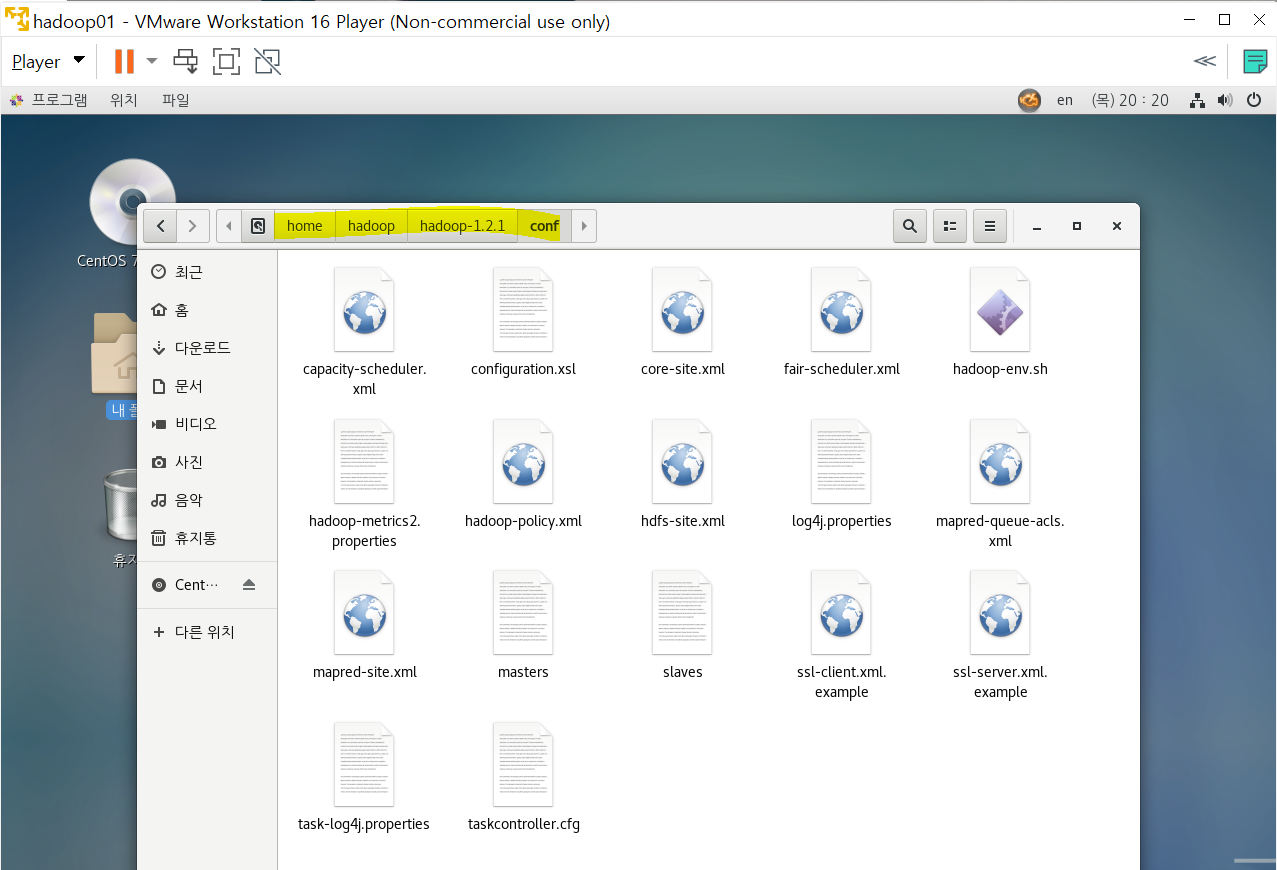 hadoop01 - VMware Workstation 16 Player (Non-commercial use only)
Player
프로그램 위치 파일 en (목) 20 : 20
home hadoop hadoop-1.2.1 conf
CentOS 7
내
최근
홈
다운로드
문서
비디오
사진
음악
휴지통
Cent…
다른 위치
capacity-scheduler.
xml
configuration.xsl
core-site.xml
fair-scheduler.xml
hadoop-env.sh
hadoop-metrics2.
properties
hadoop-policy.xml
hdfs-site.xml
log4j.properties
mapred-queue-acls.
xml
mapred-site.xml
masters
slaves
ssl-client.xml.
example
ssl-server.xml.
example
task-log4j.properties
taskcontroller.cfg